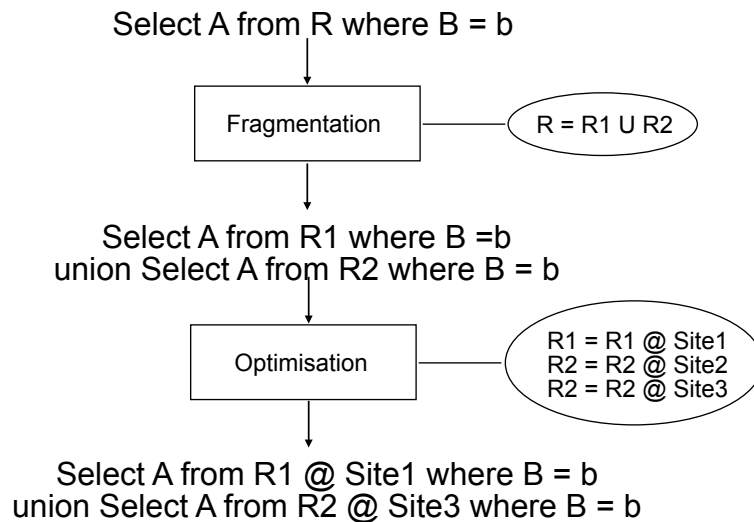 Select A from R where B = b
Fragmentation
R = R1 U R2
Select A from R1 where B =b
union Select A from R2 where B = b
Optimisation
R1 = R1 @ Site1
R2 = R2 @ Site2
R2 = R2 @ Site3
Select A from R1 @ Site1 where B = b
union Select A from R2 @ Site3 where B = b